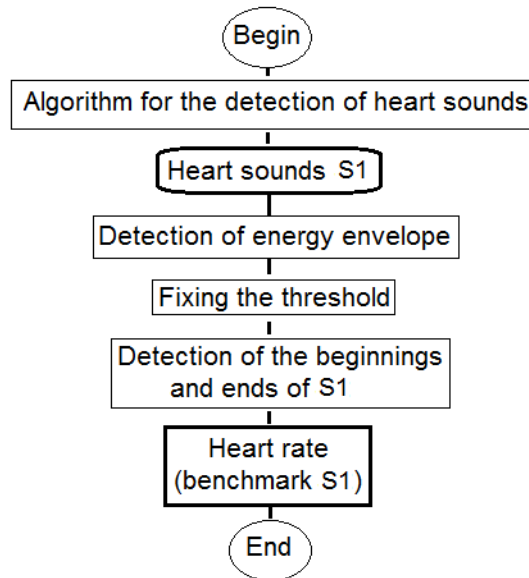 Begin
Algorithm for the detection of heart sounds
Heart sounds S1
Detection of energy envelope
Fixing the threshold
Detection of the beginnings
and ends of S1
Heart rate
(benchmark S1)
End